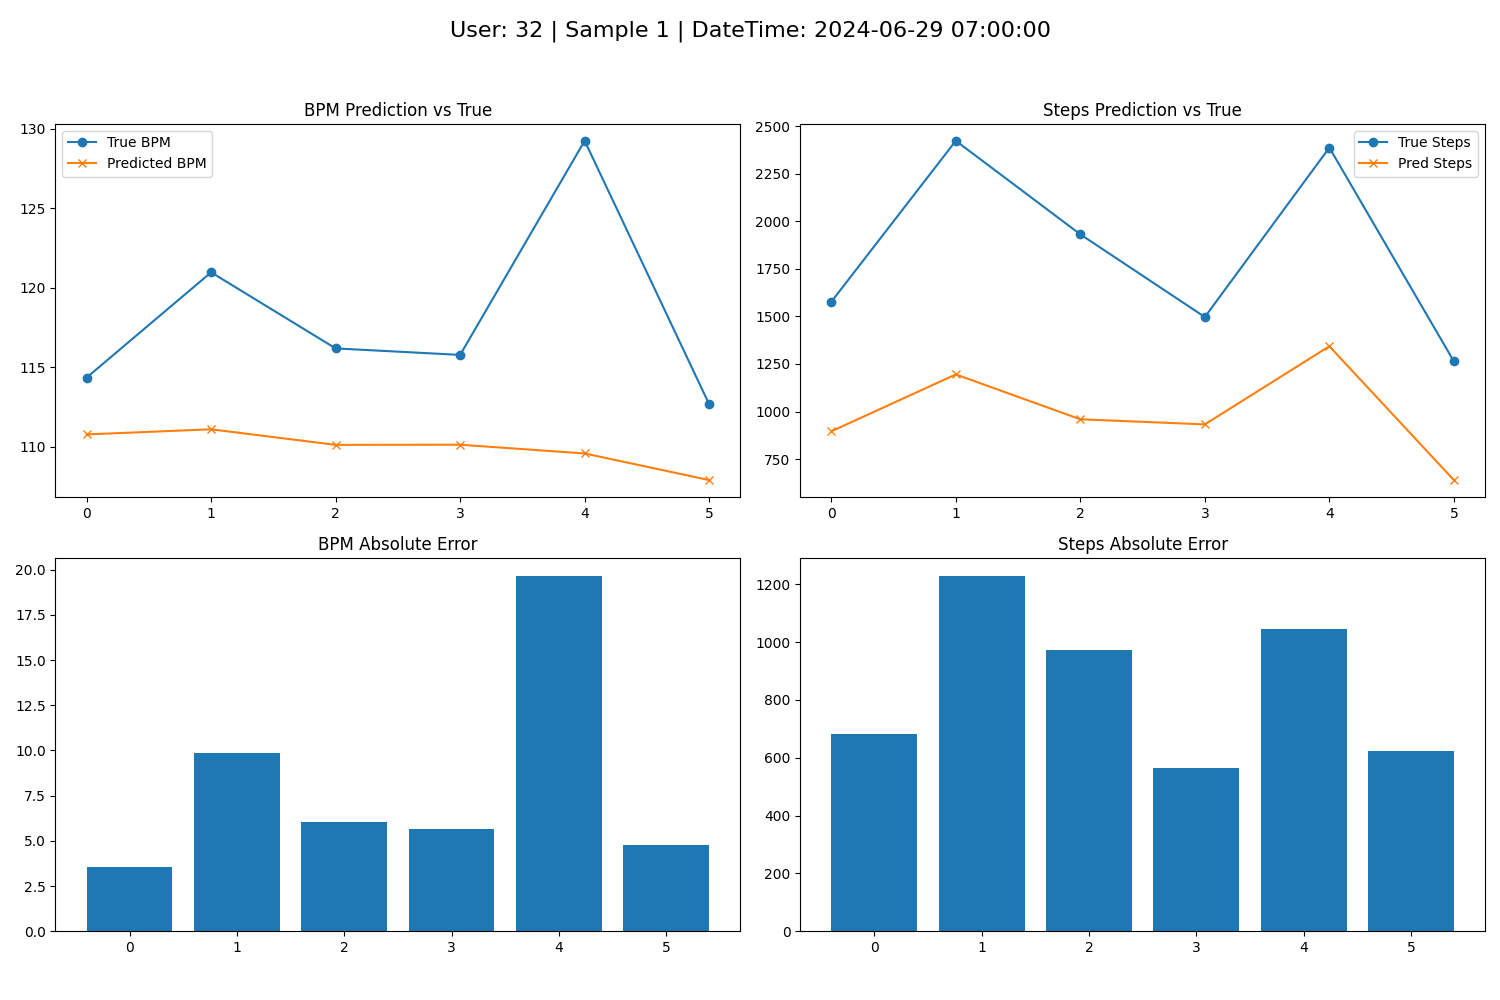 User: 32 | Sample 1 | DateTime: 2024-06-29 07:00:00
BPM Prediction vs True
True BPM
Predicted BPM
130
125
120
115
110
0 1 2 3 4 5
Steps Prediction vs True
True Steps
Pred Steps
2500
2250
2000
1750
1500
1250
1000
750
0 1 2 3 4 5
BPM Absolute Error
20.0
17.5
15.0
12.5
10.0
7.5
5.0
2.5
0.0
0 1 2 3 4 5
Steps Absolute Error
1200
1000
800
600
400
200
0
0 1 2 3 4 5